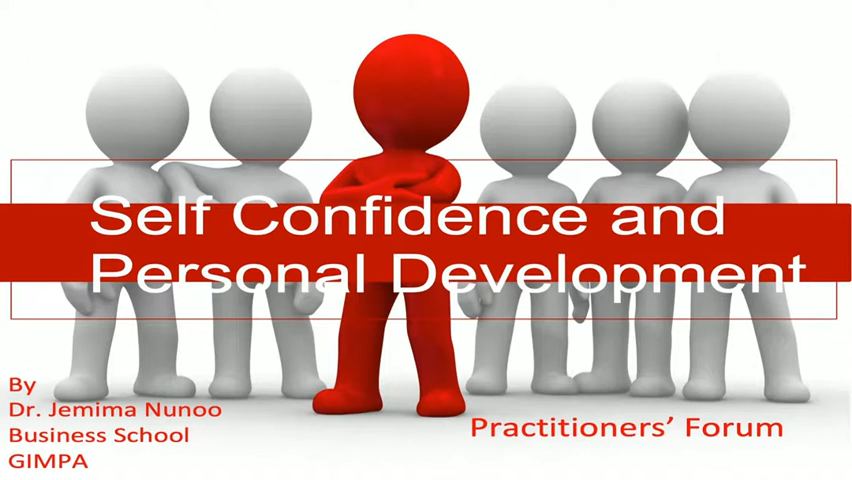 Self Confidence and
Personal Development
By
Dr. Jemima Nunoo
Business School
GIMPA
Practitioners' Forum